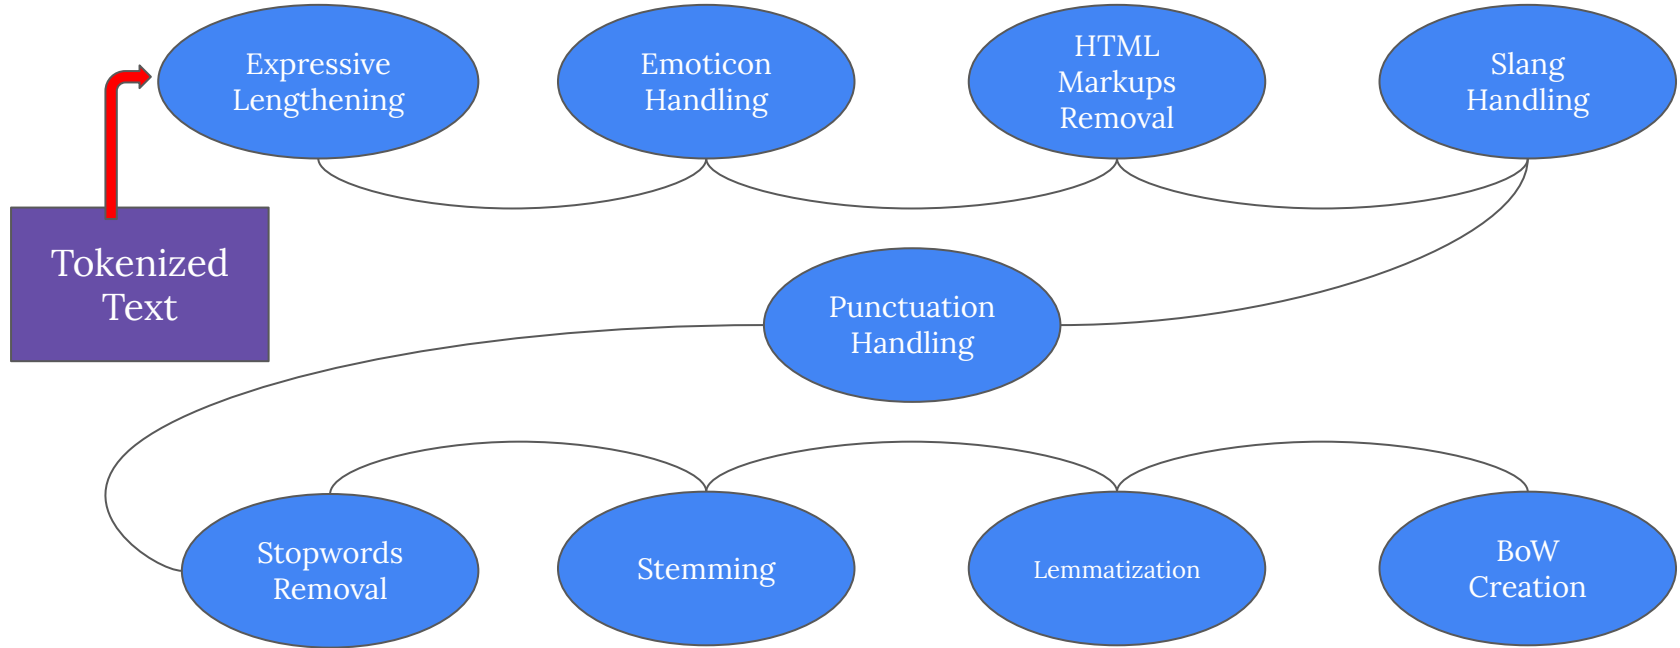 Expressive
Lengthening
Emoticon
Handling
HTML
Markups
Removal
Slang
Handling
Tokenized
Text
Punctuation
Handling
Stopwords
Removal
Stemming
Lemmatization
BoW
Creation